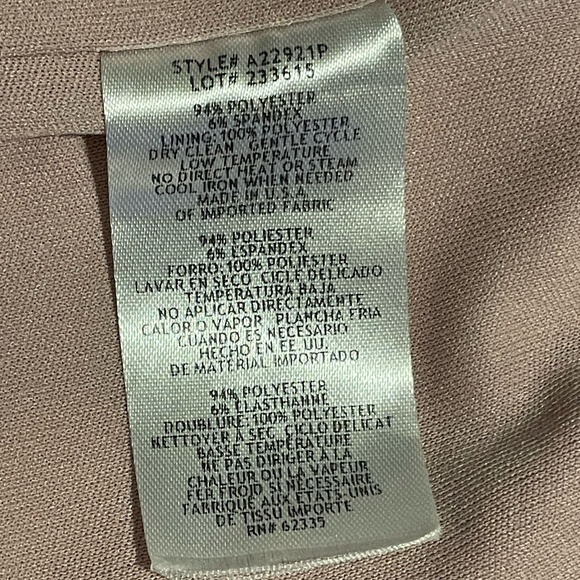 STYLE# A22921P
LOT# 233615
94% POLYESTER
6% SPANDEX
LINING: 100% POLYESTER
DRY CLEAN GENTLE CYCLE
LOW TEMPERATURE
NO DIRECT HEAT OR STEAM
COOL IRON WHEN NEEDED
MADE IN U.S.A.
OF IMPORTED FABRIC
94% POLIESTER
6% ESPANDEX
FORRO: 100% POLIESTER
LAVAR EN SECO CICLE DELICADO
TEMPERATURA BAJA
NO APLICAR DIRECTAMENTE
CALOR O VAPOR PLANCHA FRIA
CUANDO ES NECESARIO
HECHO EN EE. UU.
DE MATERIAL IMPORTADO
94% POLYESTER
6% ELASTHANNE
DOUBLURE: 100% POLYESTER
NETTOYER A SEC, CICLO DELICAT
BASSE TEMPERATURE
NE PAS DIRIGER A LA
CHALEUR OU LA VAPEUR
FER FROID SI NECESSAIRE
FABRIQUE AUX ETATS-UNIS
DE TISSU IMPORTE
RN# 62335